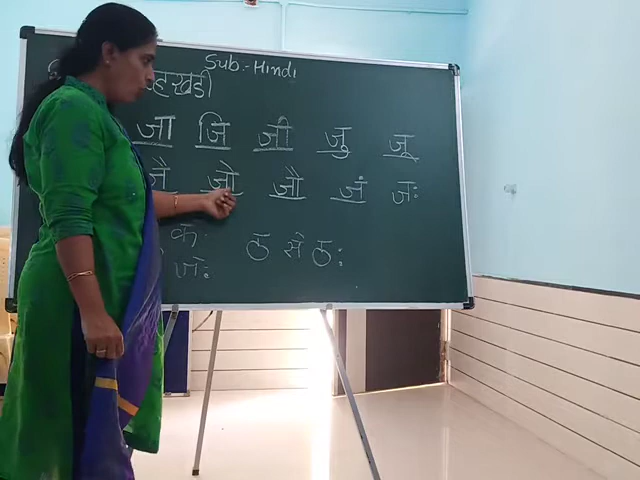 Sub:- Hindi
जा जि जी जु जू
जै जो जौ जं जः
क: ठ से ठ:
ज: